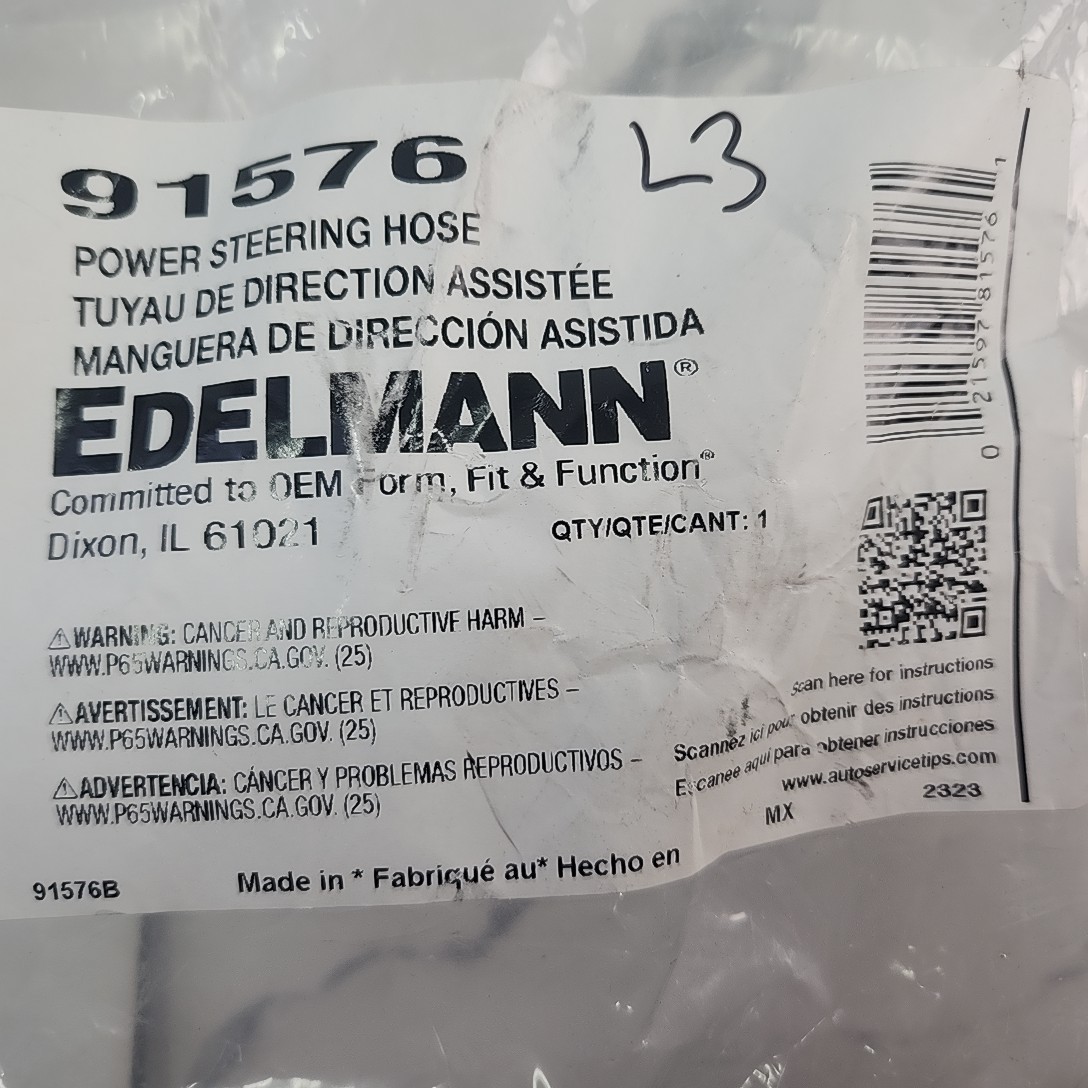 91576
L3
POWER STEERING HOSE
TUYAU DE DIRECTION ASSISTÉE
MANGUERA DE DIRECCIÓN ASISTIDA
EDELMANN®
Committed to OEM Form, Fit & Function®
Dixon, IL 61021
QTY/QTE/CANT: 1
0 21597 81576 1
⚠WARNING: CANCER AND REPRODUCTIVE HARM –
WWW.P65WARNINGS.CA.GOV. (25)
⚠AVERTISSEMENT: LE CANCER ET REPRODUCTIVES –
WWW.P65WARNINGS.CA.GOV. (25)
⚠ADVERTENCIA: CÁNCER Y PROBLEMAS REPRODUCTIVOS –
WWW.P65WARNINGS.CA.GOV. (25)
Scan here for instructions
Scannez ici pour obtenir des instructions
Escanee aquí para obtener instrucciones
www.autoservicetips.com
MX
2323
91576B
Made in * Fabriqué au* Hecho en